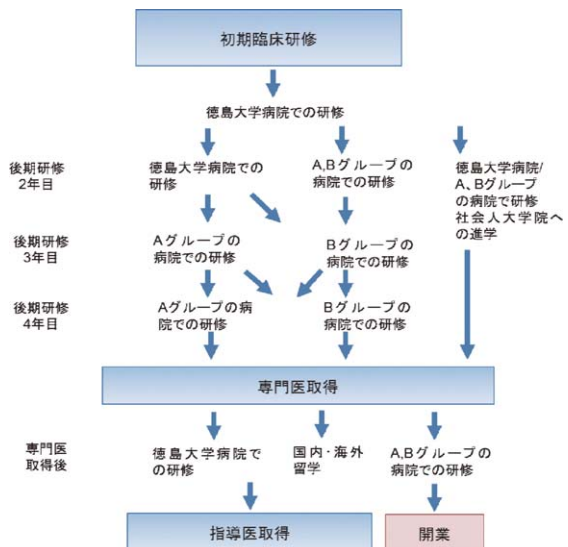 初期臨床研修
徳島大学病院での研修
後期研修
2年目
徳島大学病院での
研修
A,Bグループの
病院での研修
徳島大学病院/
A、Bグループ
の病院で研修
社会人大学院へ
の進学
後期研修
3年目
Aグループの
病院での研修
Bグループの
病院での研修
後期研修
4年目
Aグループの病
院での研修
Bグループの
病院での研修
専門医取得
専門医
取得後
徳島大学病院で
の研修
国内・海外
留学
A,Bグループの
病院での研修
指導医取得
開業